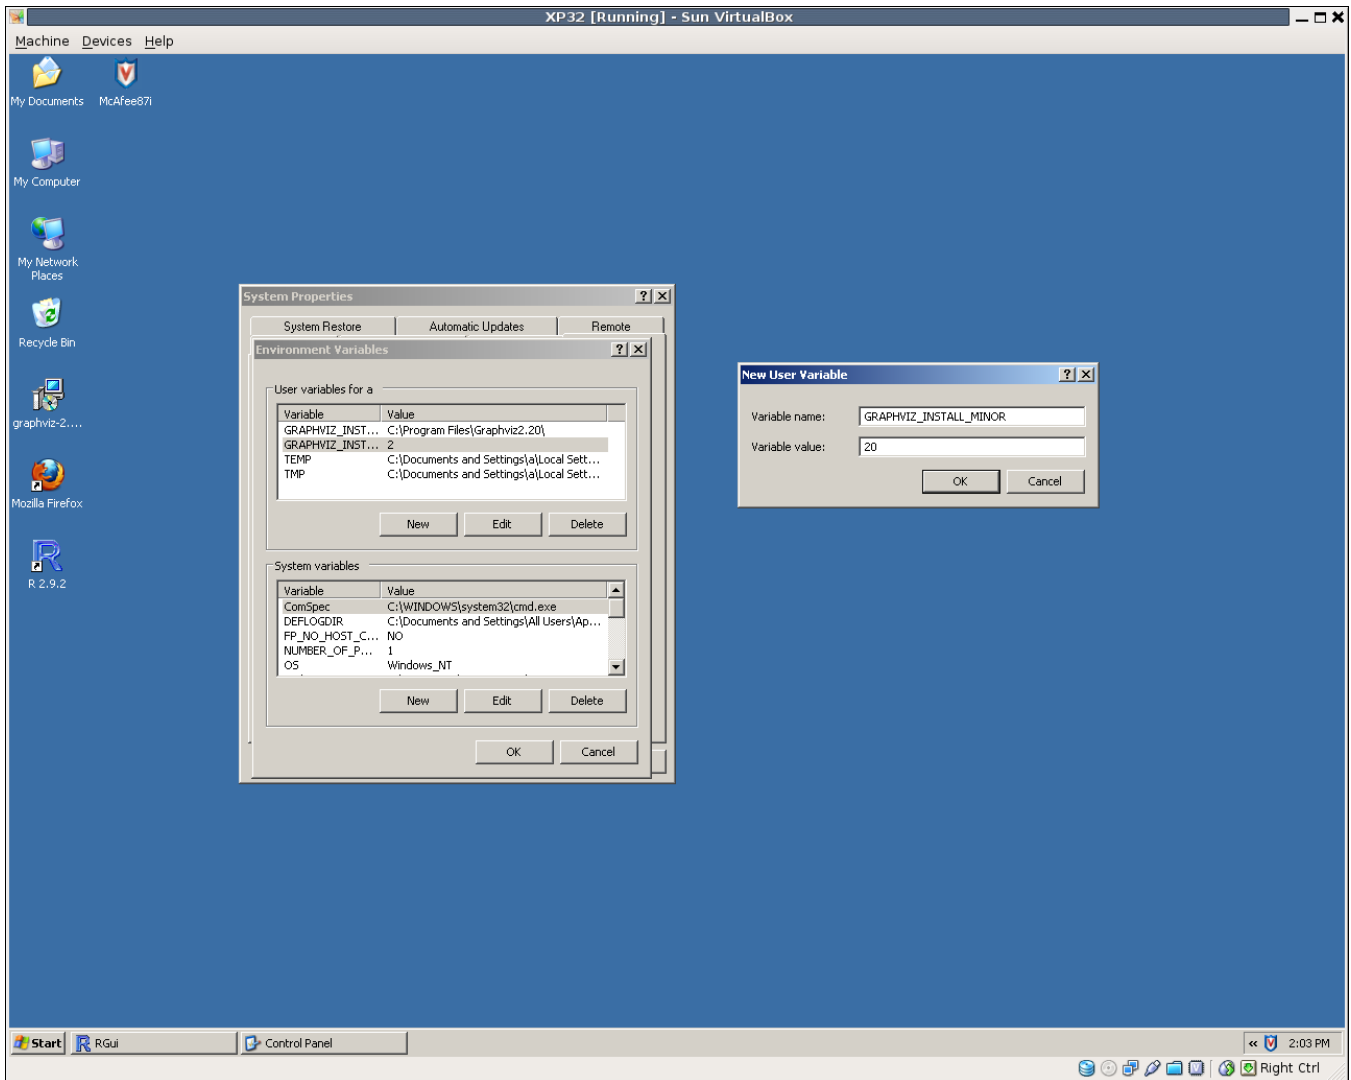 XP32 [Running] - Sun VirtualBox
Machine Devices Help
My Documents McAfee87i
My Computer
My Network
Places
Recycle Bin
graphviz-2....
Mozilla Firefox
R 2.9.2
System Properties
System Restore Automatic Updates Remote
Environment Variables
User variables for a
Variable Value
GRAPHVIZ_INST... C:\Program Files\Graphviz2.20\
GRAPHVIZ_INST... 2
TEMP C:\Documents and Settings\a\Local Sett...
TMP C:\Documents and Settings\a\Local Sett...
New Edit Delete
System variables
Variable Value
ComSpec C:\WINDOWS\system32\cmd.exe
DEFLOGDIR C:\Documents and Settings\All Users\Ap...
FP_NO_HOST_C... NO
NUMBER_OF_P... 1
OS Windows_NT
New Edit Delete
OK Cancel
New User Variable
Variable name: GRAPHVIZ_INSTALL_MINOR
Variable value: 20
OK Cancel
Start RGui Control Panel « 2:03 PM
Right Ctrl